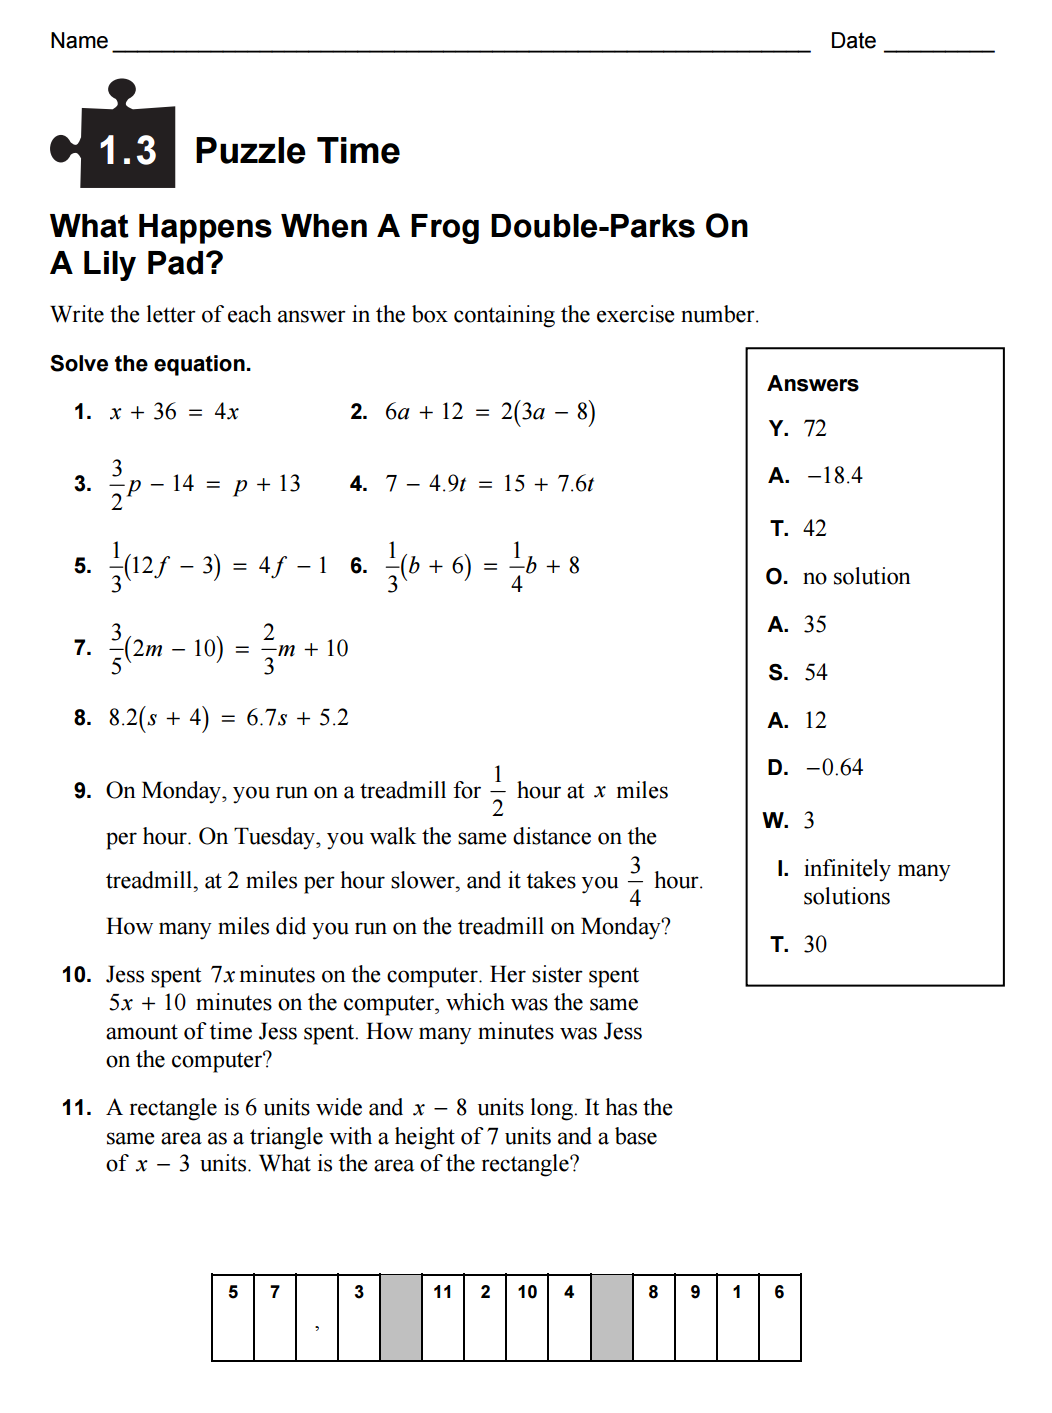 Name Date
1.3 Puzzle Time
What Happens When A Frog Double-Parks On
A Lily Pad?
Write the letter of each answer in the box containing the exercise number.
Solve the equation.
1. x + 36 = 4x 2. 6a + 12 = 2(3a − 8)
3. 3/2 p − 14 = p + 13 4. 7 − 4.9t = 15 + 7.6t
5. 1/3 (12f − 3) = 4f − 1 6. 1/3 (b + 6) = 1/4 b + 8
7. 3/5 (2m − 10) = 2/3 m + 10
8. 8.2(s + 4) = 6.7s + 5.2
9. On Monday, you run on a treadmill for 1/2 hour at x miles
per hour. On Tuesday, you walk the same distance on the
treadmill, at 2 miles per hour slower, and it takes you 3/4 hour.
How many miles did you run on the treadmill on Monday?
10. Jess spent 7x minutes on the computer. Her sister spent
5x + 10 minutes on the computer, which was the same
amount of time Jess spent. How many minutes was Jess
on the computer?
11. A rectangle is 6 units wide and x − 8 units long. It has the
same area as a triangle with a height of 7 units and a base
of x − 3 units. What is the area of the rectangle?
Answers
Y. 72
A. −18.4
T. 42
O. no solution
A. 35
S. 54
A. 12
D. −0.64
W. 3
I. infinitely many
solutions
T. 30
5 7 3 11 2 10 4 8 9 1 6
,